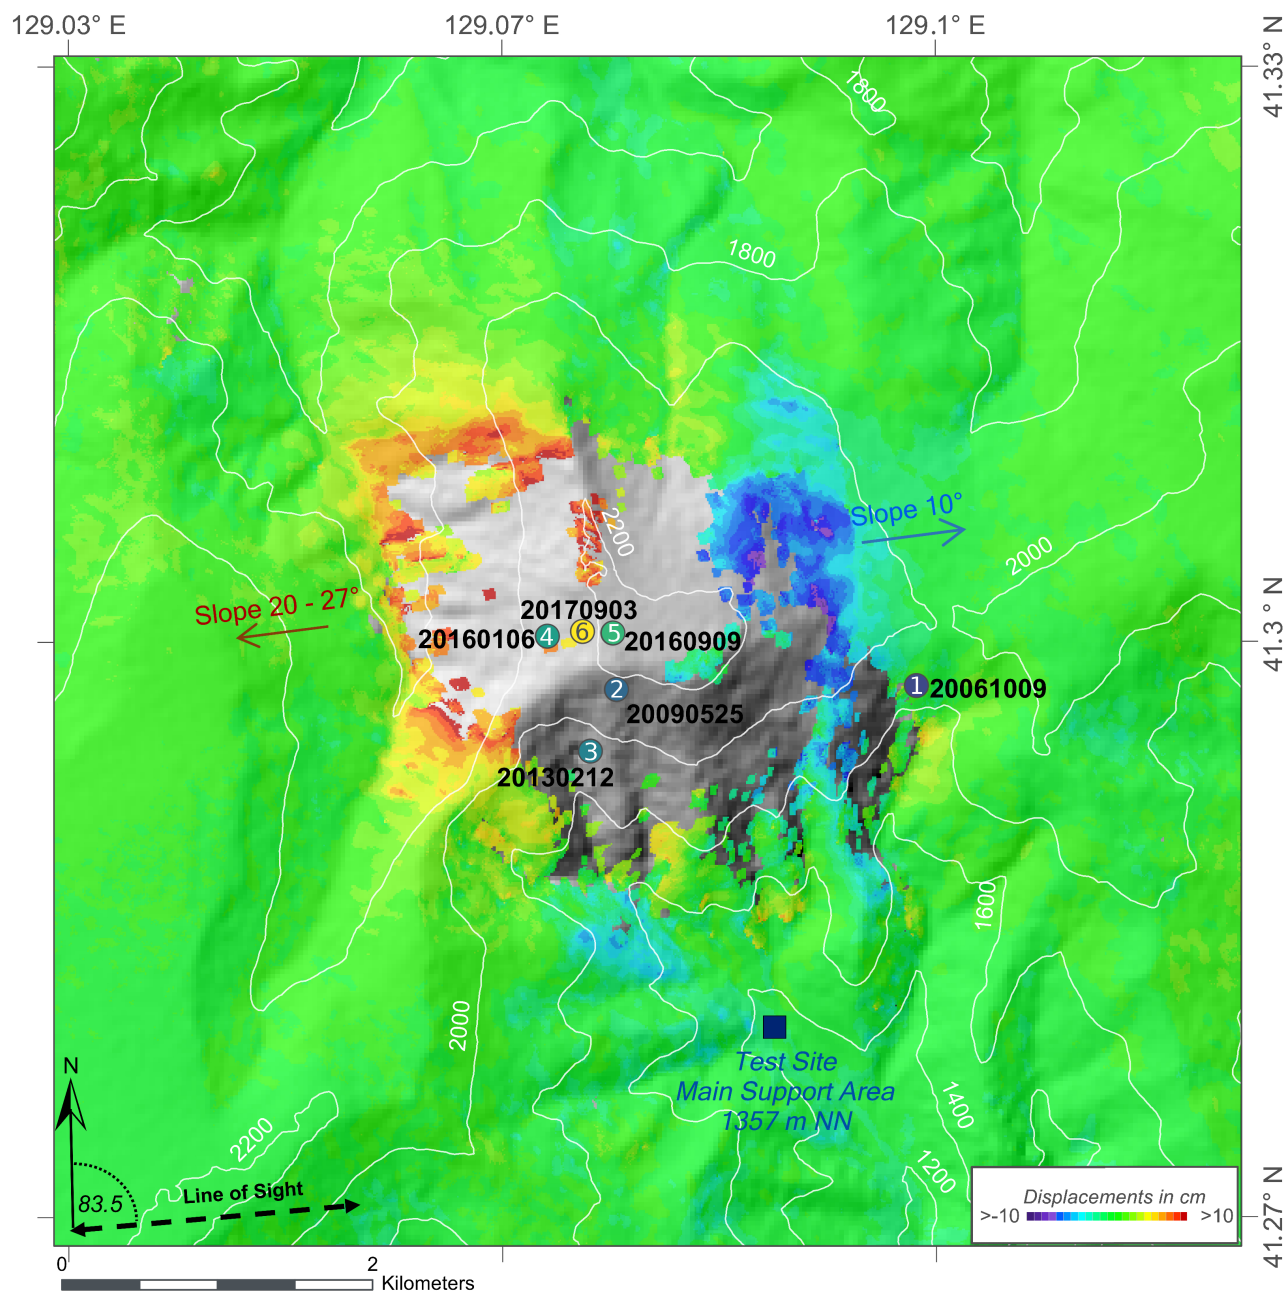 129.03° E
129.07° E
129.1° E
41.33° N
1800
1800
2200
Slope 10°
2000
Slope 20 - 27°
41.3° N
20170903
20160106
4
6
5
20160909
1
20061009
2
20090525
3
20130212
1600
2000
Test Site
Main Support Area
1357 m NN
N
1400
2200
1200
83.5
Line of Sight
Displacements in cm
>-10
>10
41.27° N
0
2
Kilometers